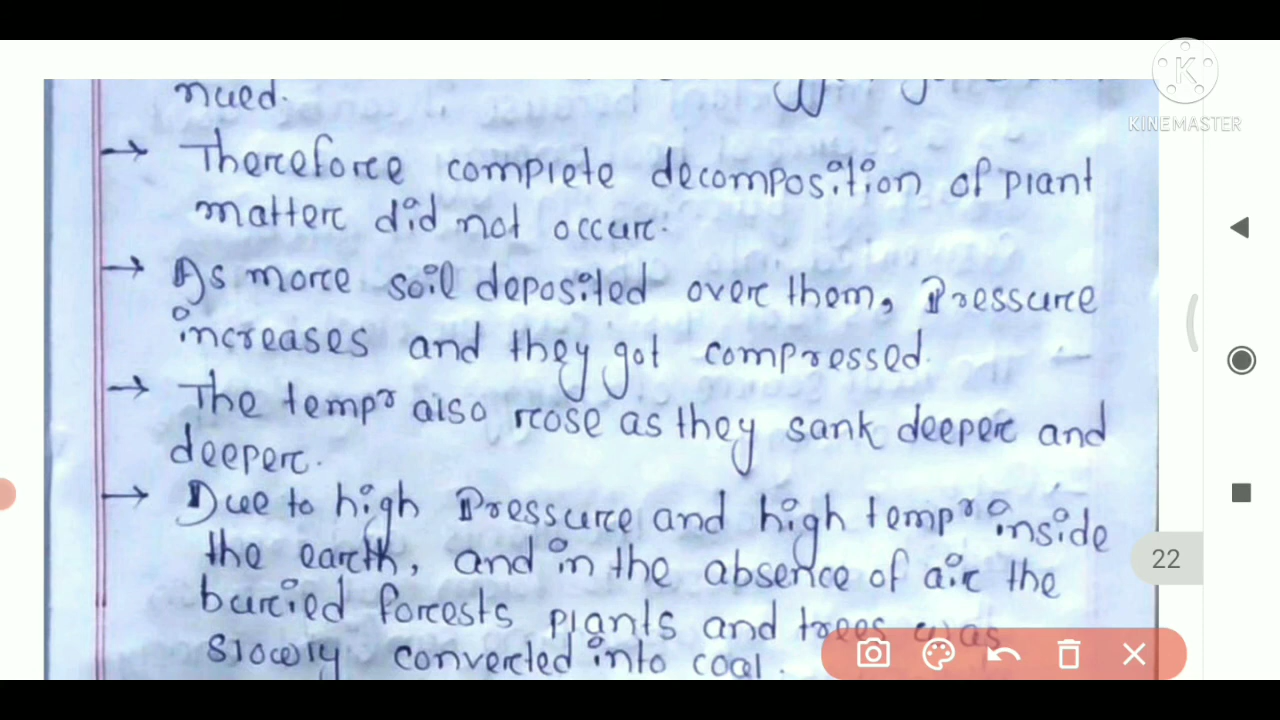 nued.
KINEMASTER
→ Therefore complete decomposition of plant
matter did not occur.
→ As more soil deposited over them, Pressure
increases and they got compressed.
→ The tempr also rose as they sank deeper and
deeper.
→ Due to high Pressure and high tempr inside
the earth, and in the absence of air the
22
buried forests plants and trees was
slowly converted into coal.